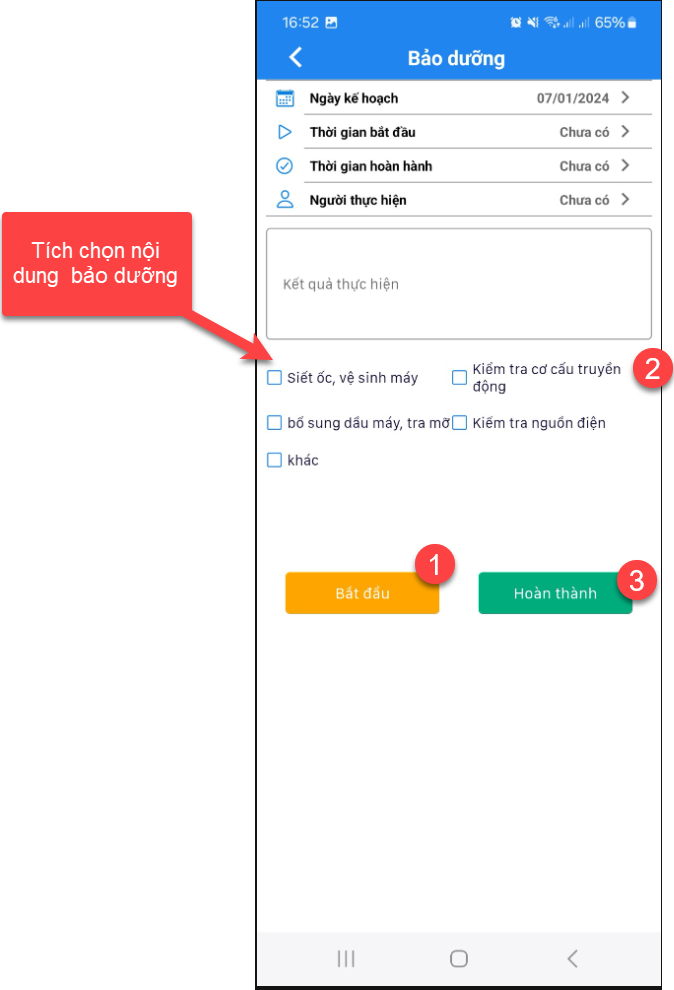 16:52
65%
Bảo dưỡng
Ngày kế hoạch 07/01/2024
Thời gian bắt đầu Chưa có
Thời gian hoàn hành Chưa có
Người thực hiện Chưa có
Tích chọn nội
dung bảo dưỡng
Kết quả thực hiện
Siết ốc, vệ sinh máy
Kiểm tra cơ cấu truyền
động
2
bổ sung dầu máy, tra mỡ
Kiểm tra nguồn điện
khác
1
Bắt đầu
3
Hoàn thành